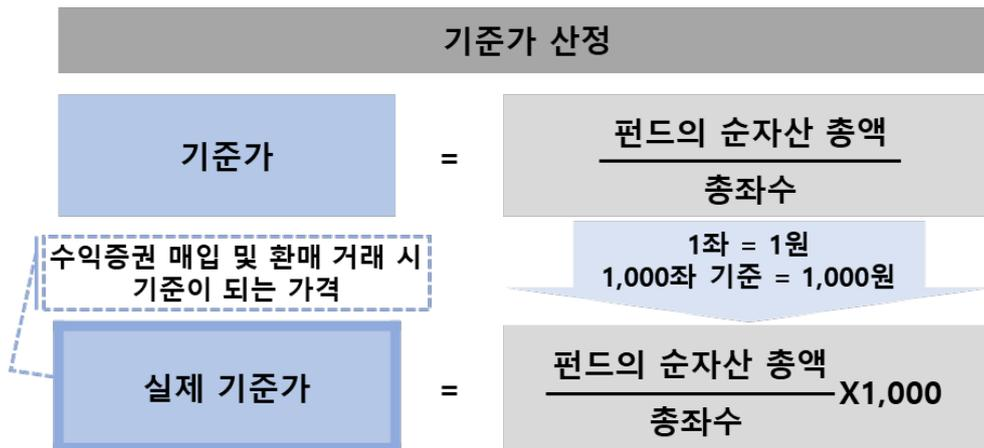 기준가 산정
기준가
=
펀드의 순자산 총액
총좌수
수익증권 매입 및 환매 거래 시
기준이 되는 가격
1좌 = 1원
1,000좌 기준 = 1,000원
실제 기준가
=
펀드의 순자산 총액
총좌수
X1,000